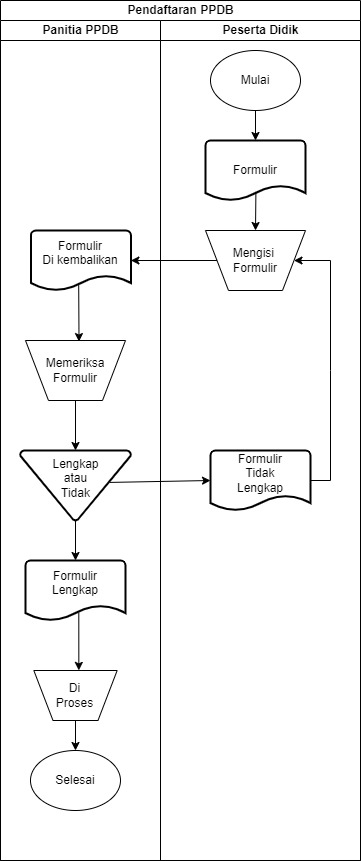 Pendaftaran PPDB
Panitia PPDB
Peserta Didik
Mulai
Formulir
Mengisi
Formulir
Formulir
Di kembalikan
Memeriksa
Formulir
Lengkap
atau
Tidak
Formulir
Tidak
Lengkap
Formulir
Lengkap
Di
Proses
Selesai